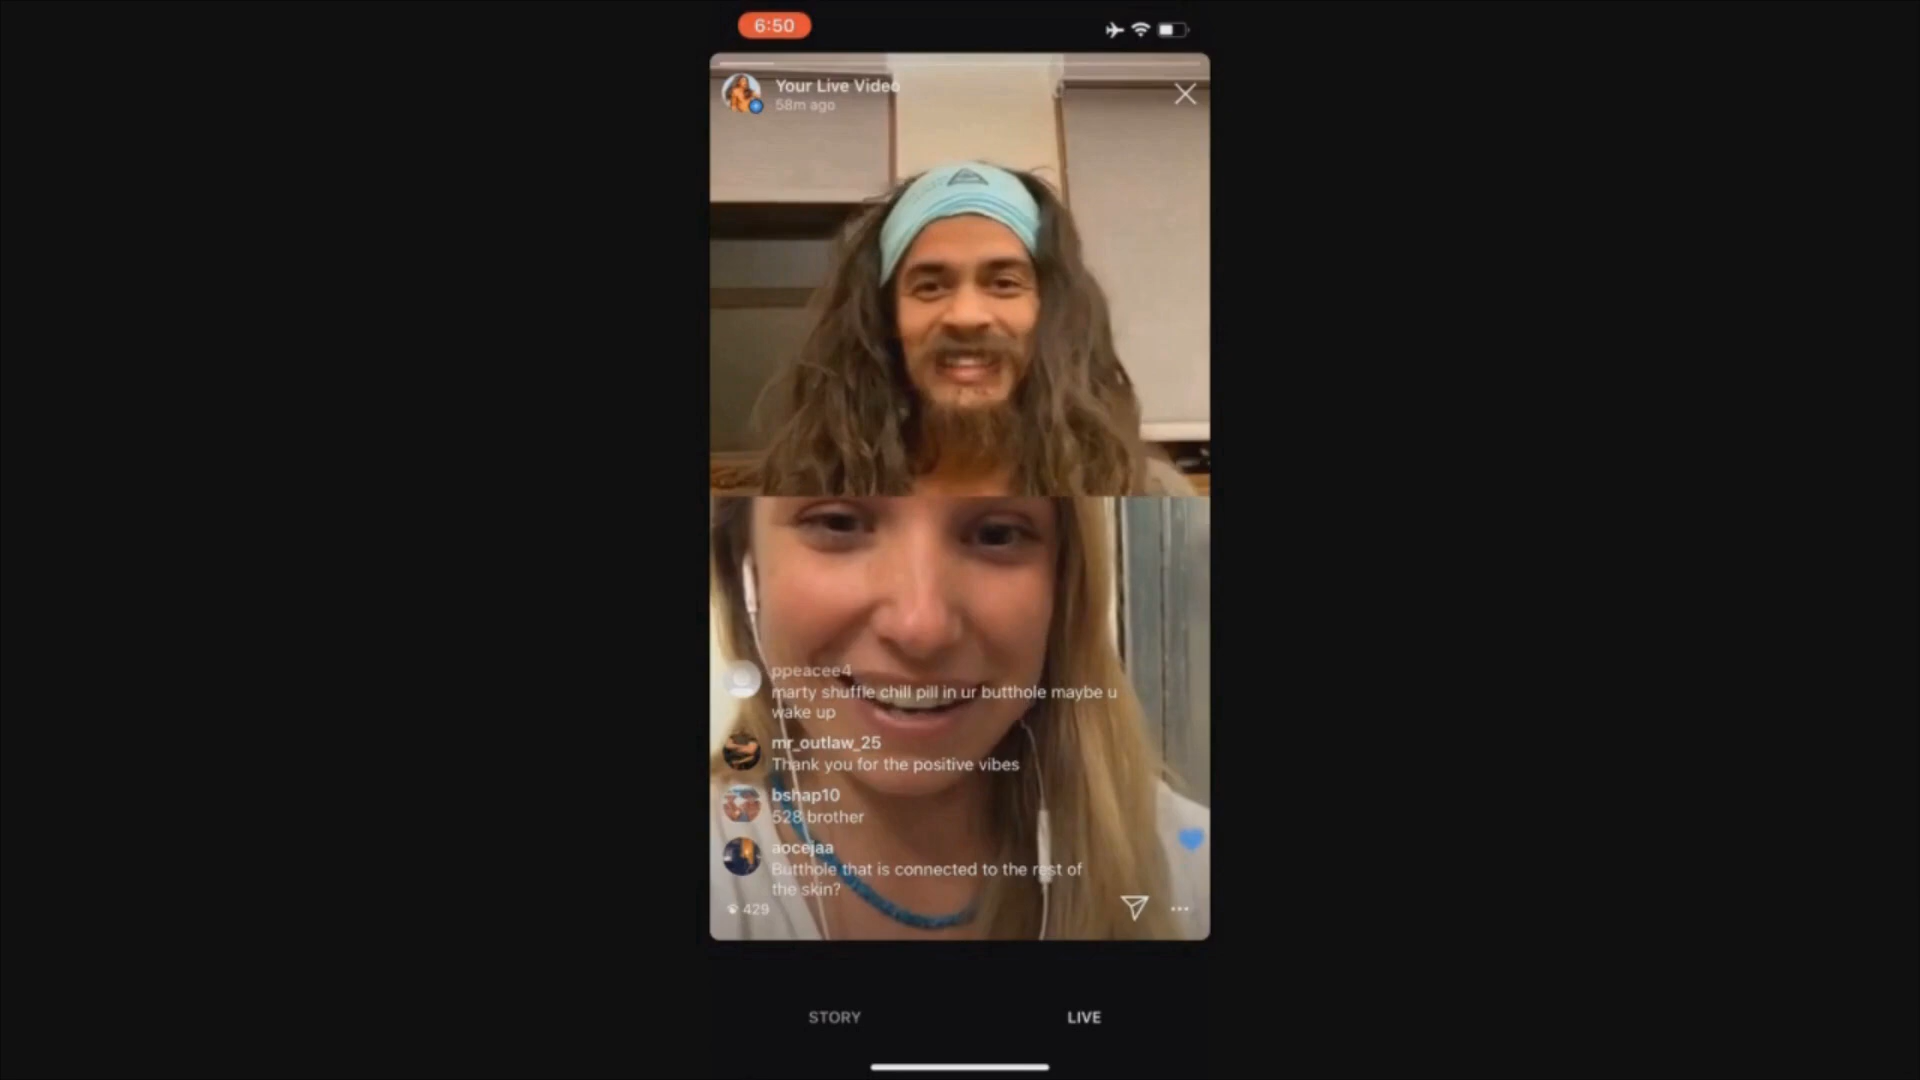 6:50
Your Live Video
58m ago
ppeacee4
marty shuffle chill pill in ur butthole maybe u
wake up
mr_outlaw_25
Thank you for the positive vibes
bshap10
528 brother
aocejaa
Butthole that is connected to the rest of
the skin?
429
STORY
LIVE